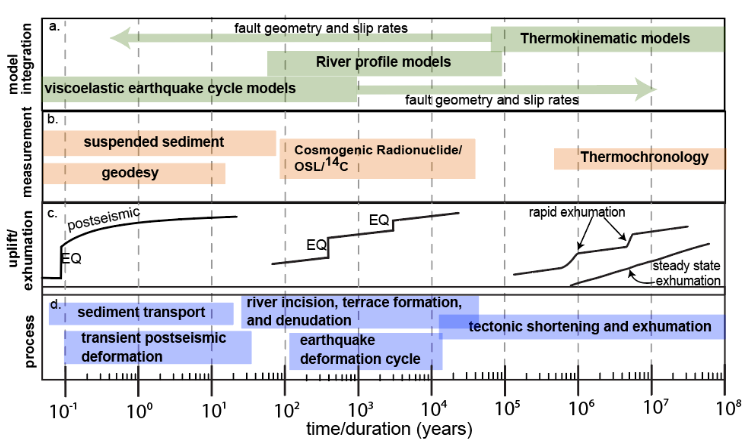 a.
fault geometry and slip rates
Thermokinematic models
River profile models
viscoelastic earthquake cycle models
fault geometry and slip rates
model
integration
b.
suspended sediment
geodesy
Cosmogenic Radionuclide/
OSL/14C
Thermochronology
measurement
c.
postseismic
EQ
EQ
EQ
rapid exhumation
steady state
exhumation
uplift/
exhumation
d.
sediment transport
transient postseismic
deformation
river incision, terrace formation,
and denudation
earthquake
deformation cycle
tectonic shortening and exhumation
process
10-1 100 101 102 103 104 105 106 107 108
time/duration (years)